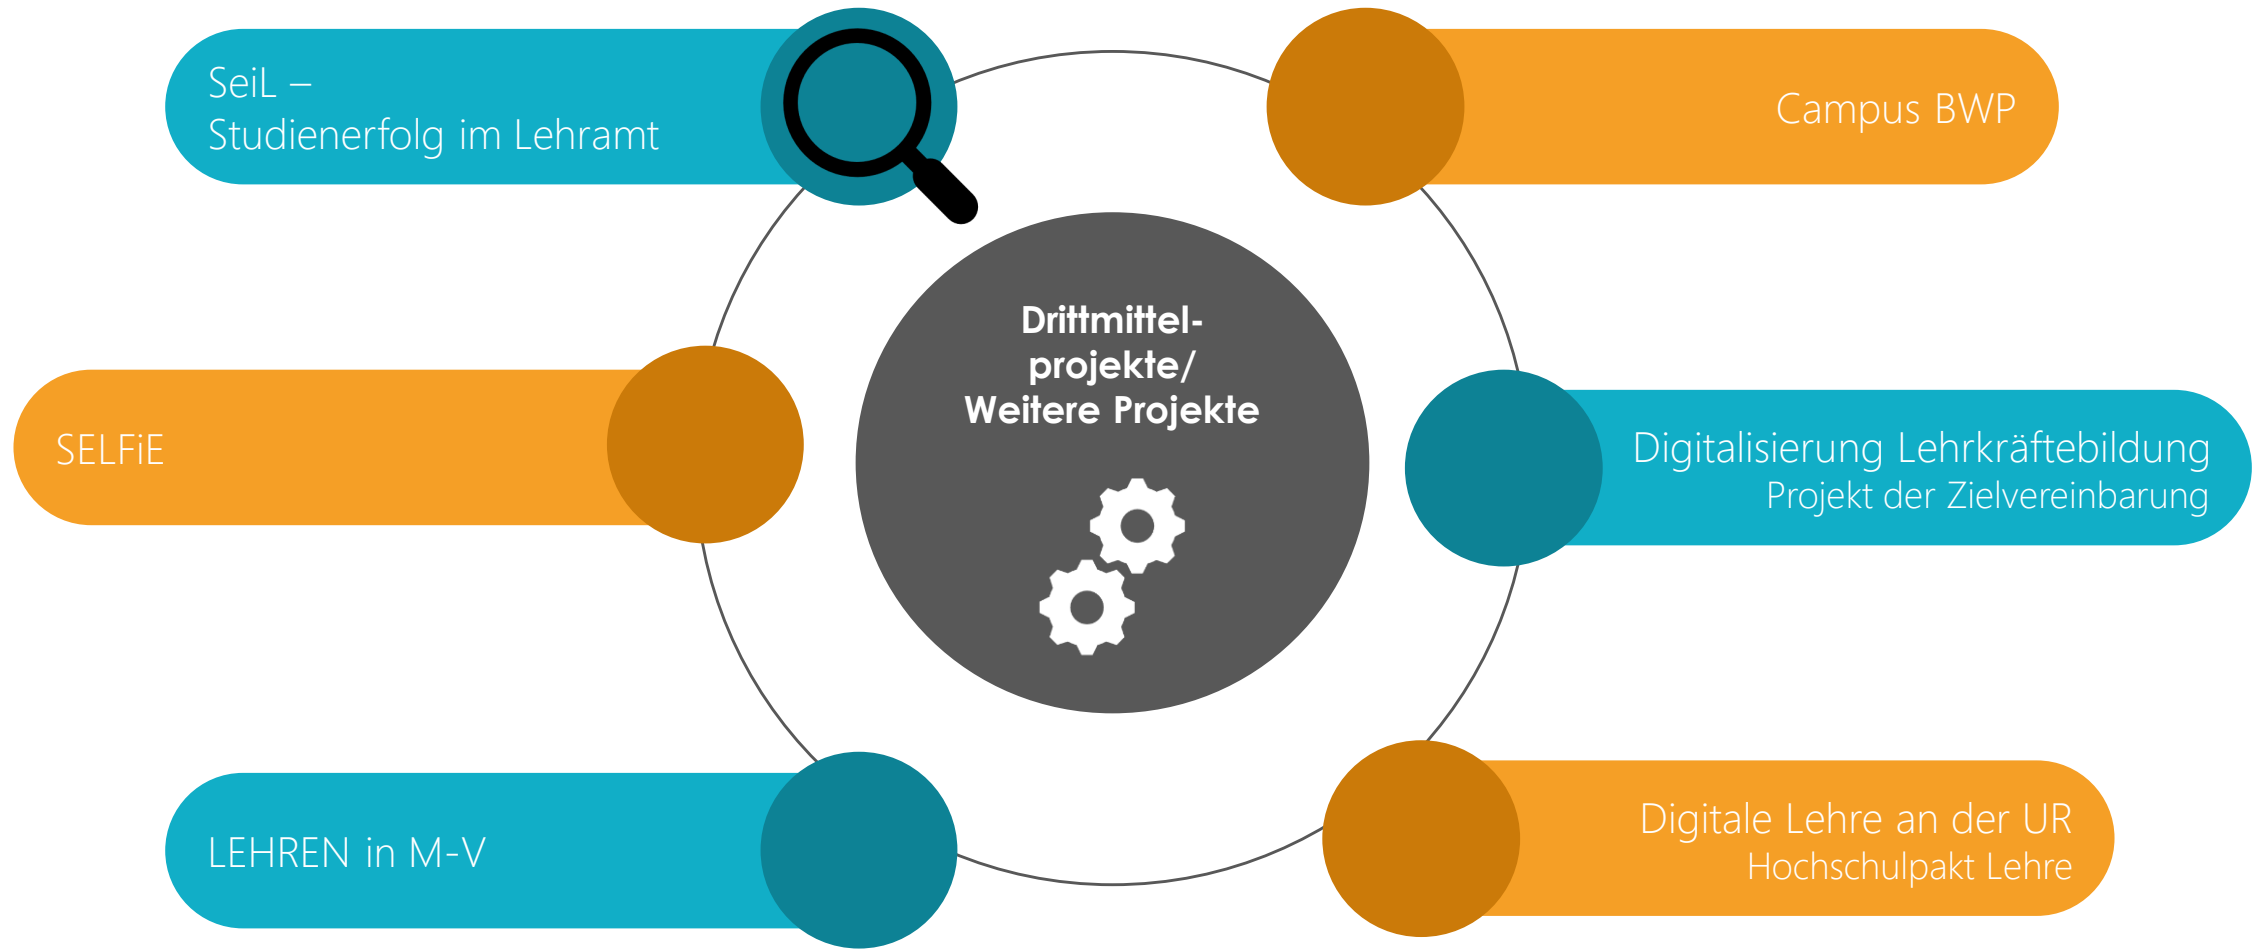 SeiL –
Studienerfolg im Lehramt
Campus BWP
Drittmittel-
projekte/
Weitere Projekte
SELFiE
Digitalisierung Lehrkräftebildung
Projekt der Zielvereinbarung
LEHREN in M-V
Digitale Lehre an der UR
Hochschulpakt Lehre